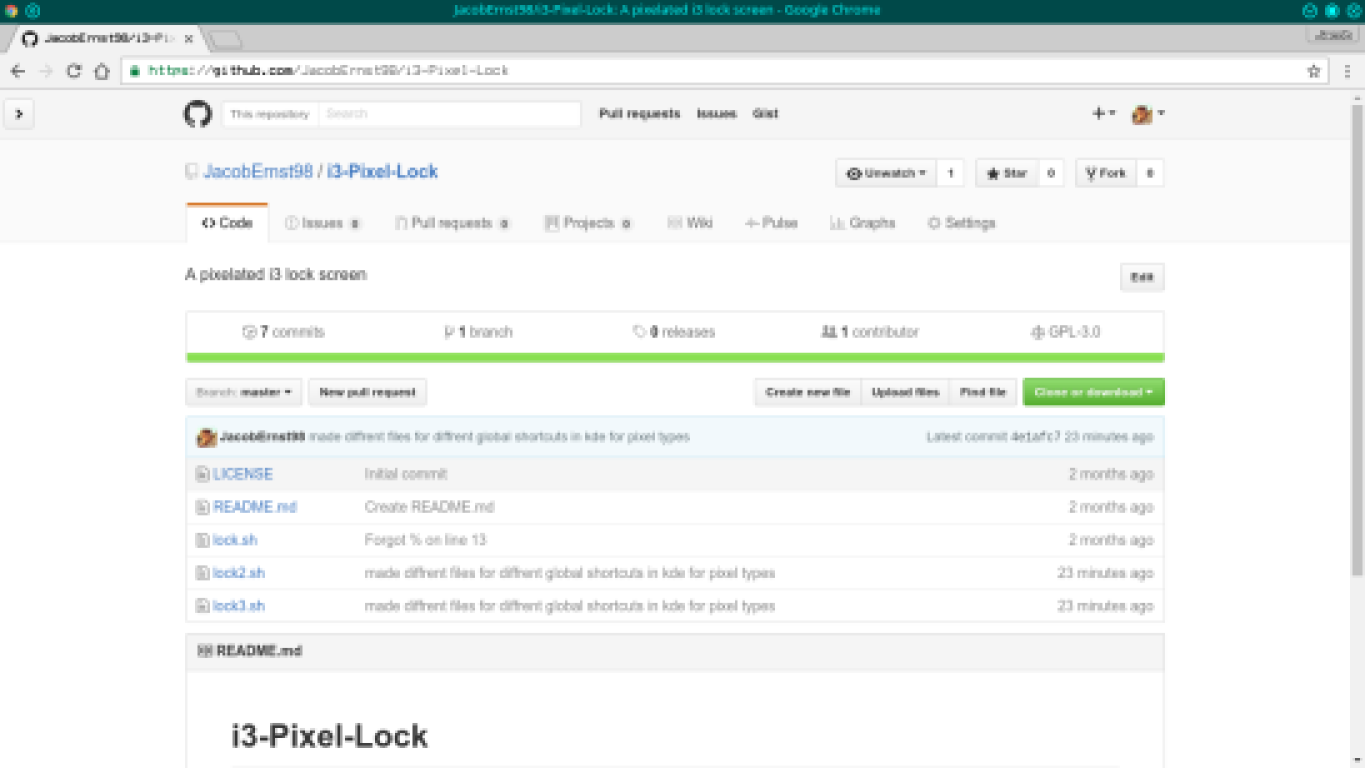 JacobErnst98/i3-Pixel-Lock: A pixelated i3 lock screen - Google Chrome
JacobErnst98/i3-Pi
https://github.com/JacobErnst98/i3-Pixel-Lock
This repository Search Pull requests Issues Gist
JacobErnst98 / i3-Pixel-Lock Unwatch 1 Star 0 Fork 0
Code Issues 0 Pull requests 0 Projects 0 Wiki Pulse Graphs Settings
A pixelated i3 lock screen Edit
7 commits 1 branch 0 releases 1 contributor GPL-3.0
Branch: master New pull request Create new file Upload files Find file Clone or download
JacobErnst98 made diffrent files for diffrent global shortcuts in kde for pixel types Latest commit 4e1afc7 23 minutes ago
LICENSE Initial commit 2 months ago
README.md Create README.md 2 months ago
lock.sh Forgot % on line 13 2 months ago
lock2.sh made diffrent files for diffrent global shortcuts in kde for pixel types 23 minutes ago
lock3.sh made diffrent files for diffrent global shortcuts in kde for pixel types 23 minutes ago
README.md
i3-Pixel-Lock